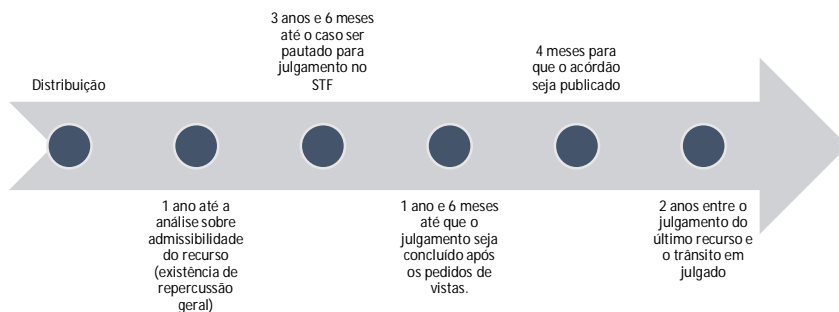 Distribuição
1 ano até a
análise sobre
admissibilidade
do recurso
(existência de
repercussão
geral)
3 anos e 6 meses
até o caso ser
pautado para
julgamento no
STF
1 ano e 6 meses
até que o
julgamento seja
concluído após
os pedidos de
vistas.
4 meses para
que o acórdão
seja publicado
2 anos entre o
julgamento do
último recurso e
o trânsito em
julgado